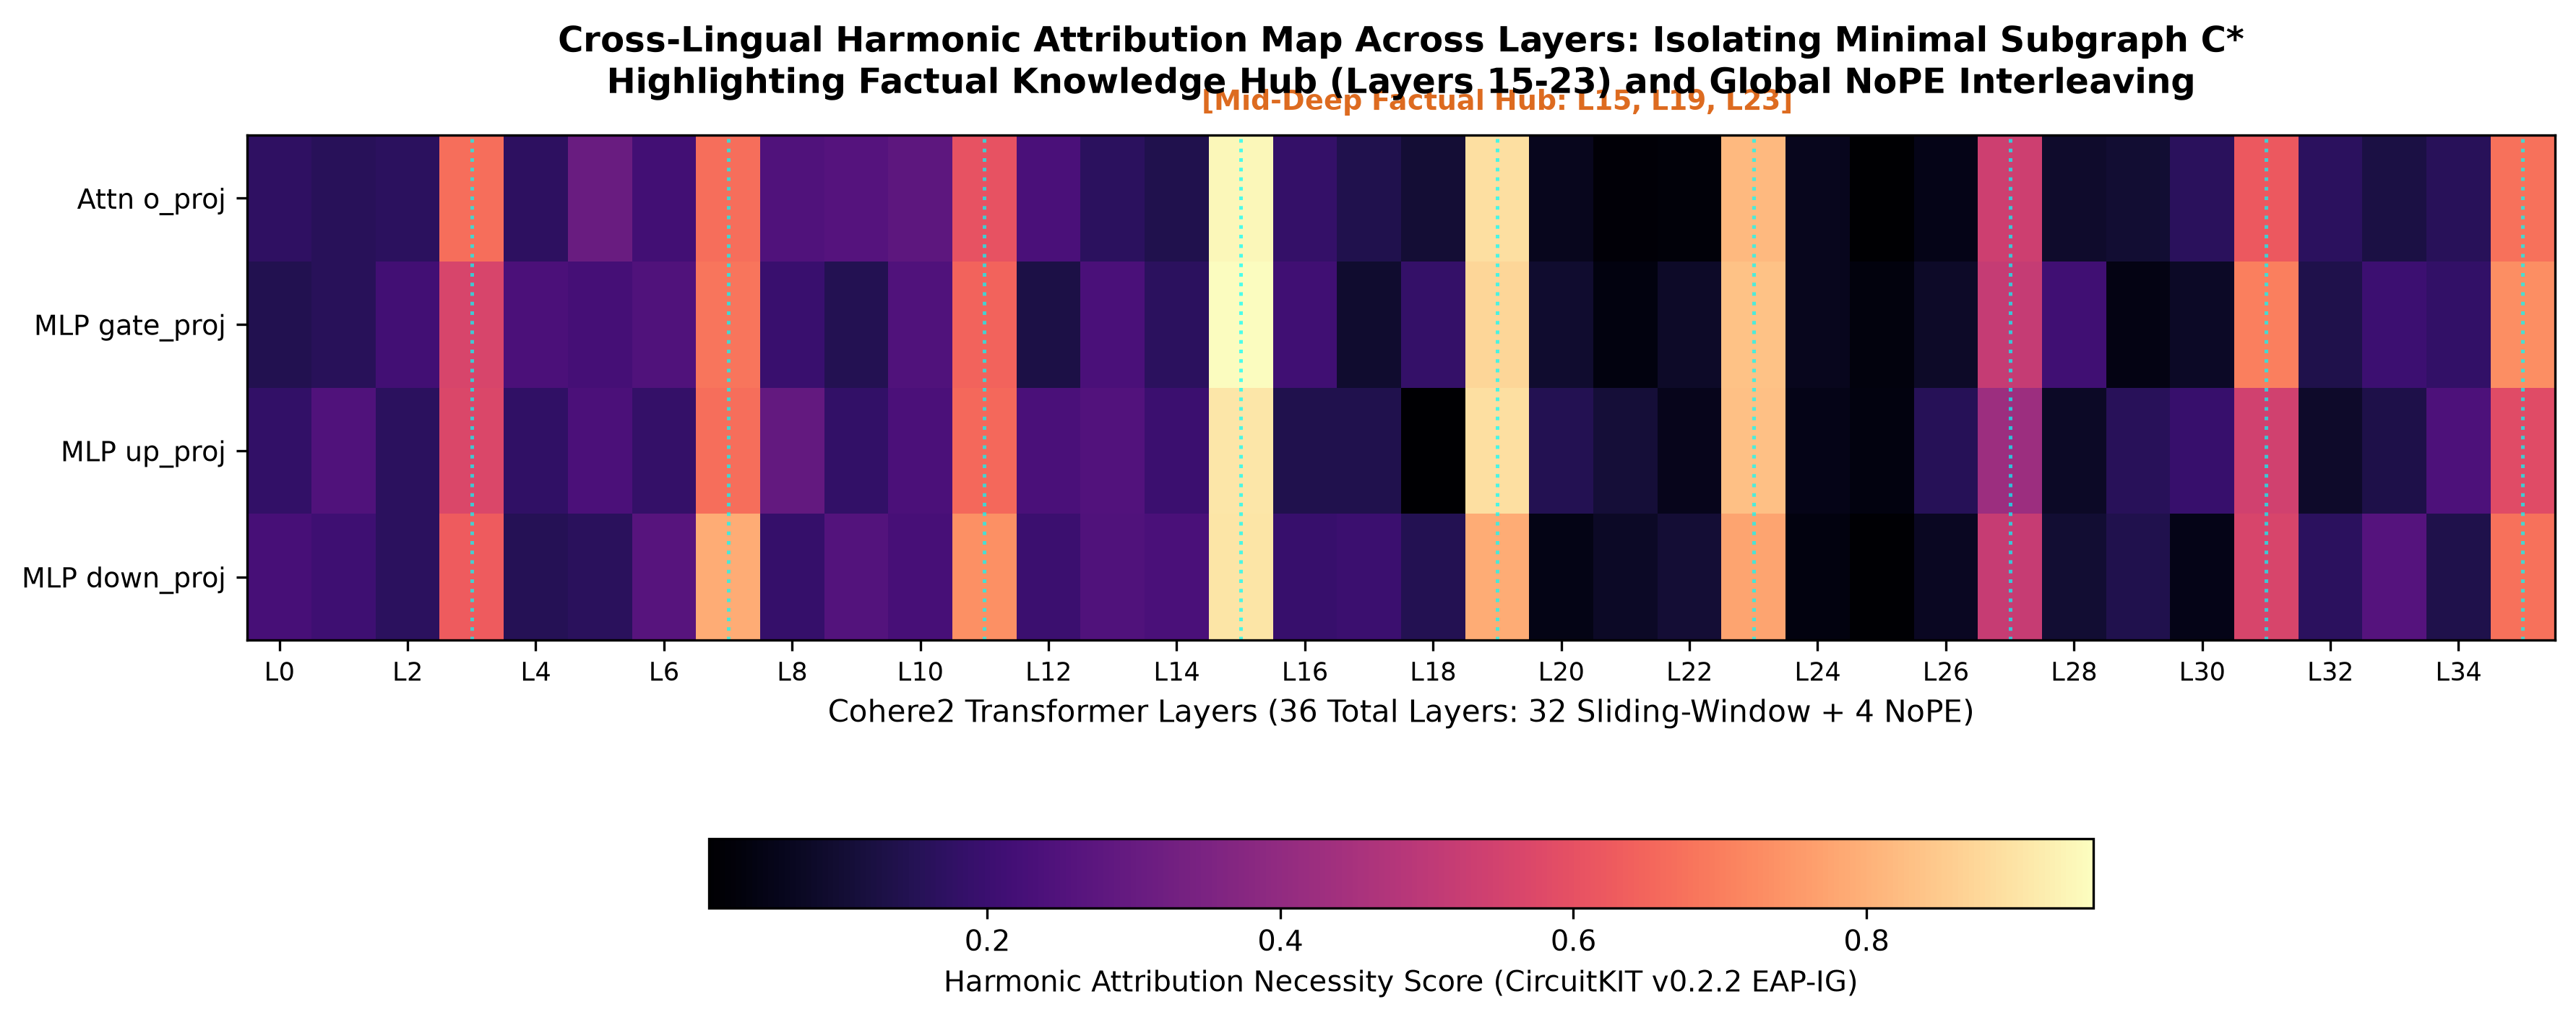 Cross-Lingual Harmonic Attribution Map Across Layers: Isolating Minimal Subgraph C*
Highlighting Factual Knowledge Hub (Layers 15-23) and Global NoPE Interleaving
[Mid-Deep Factual Hub: L15, L19, L23]
Attn o_proj
MLP gate_proj
MLP up_proj
MLP down_proj
L0 L2 L4 L6 L8 L10 L12 L14 L16 L18 L20 L22 L24 L26 L28 L30 L32 L34
Cohere2 Transformer Layers (36 Total Layers: 32 Sliding-Window + 4 NoPE)
0.2 0.4 0.6 0.8
Harmonic Attribution Necessity Score (CircuitKIT v0.2.2 EAP-IG)